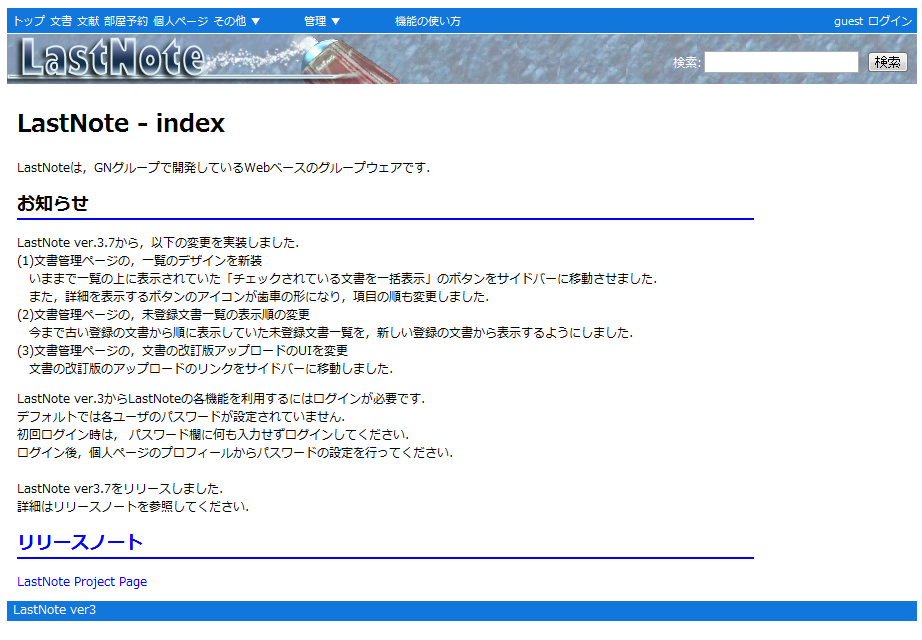 トップ 文書 文献 部屋予約 個人ページ その他 ▼ 管理 ▼ 機能の使い方 guest ログイン
LastNote 検索: 検索
LastNote - index
LastNoteは，GNグループで開発しているWebベースのグループウェアです．
お知らせ
LastNote ver.3.7から，以下の変更を実装しました．
(1)文書管理ページの，一覧のデザインを新装
いままで一覧の上に表示されていた「チェックされている文書を一括表示」のボタンをサイドバーに移動させました．
また，詳細を表示するボタンのアイコンが歯車の形になり，項目の順も変更しました．
(2)文書管理ページの，未登録文書一覧の表示順の変更
今まで古い登録の文書から順に表示していた未登録文書一覧を，新しい登録の文書から表示するようにしました．
(3)文書管理ページの，文書の改訂版アップロードのUIを変更
文書の改訂版のアップロードのリンクをサイドバーに移動しました．
LastNote ver.3からLastNoteの各機能を利用するにはログインが必要です．
デフォルトでは各ユーザのパスワードが設定されていません．
初回ログイン時は， パスワード欄に何も入力せずログインしてください．
ログイン後，個人ページのプロフィールからパスワードの設定を行ってください．
LastNote ver3.7をリリースしました．
詳細はリリースノートを参照してください．
リリースノート
LastNote Project Page
LastNote ver3